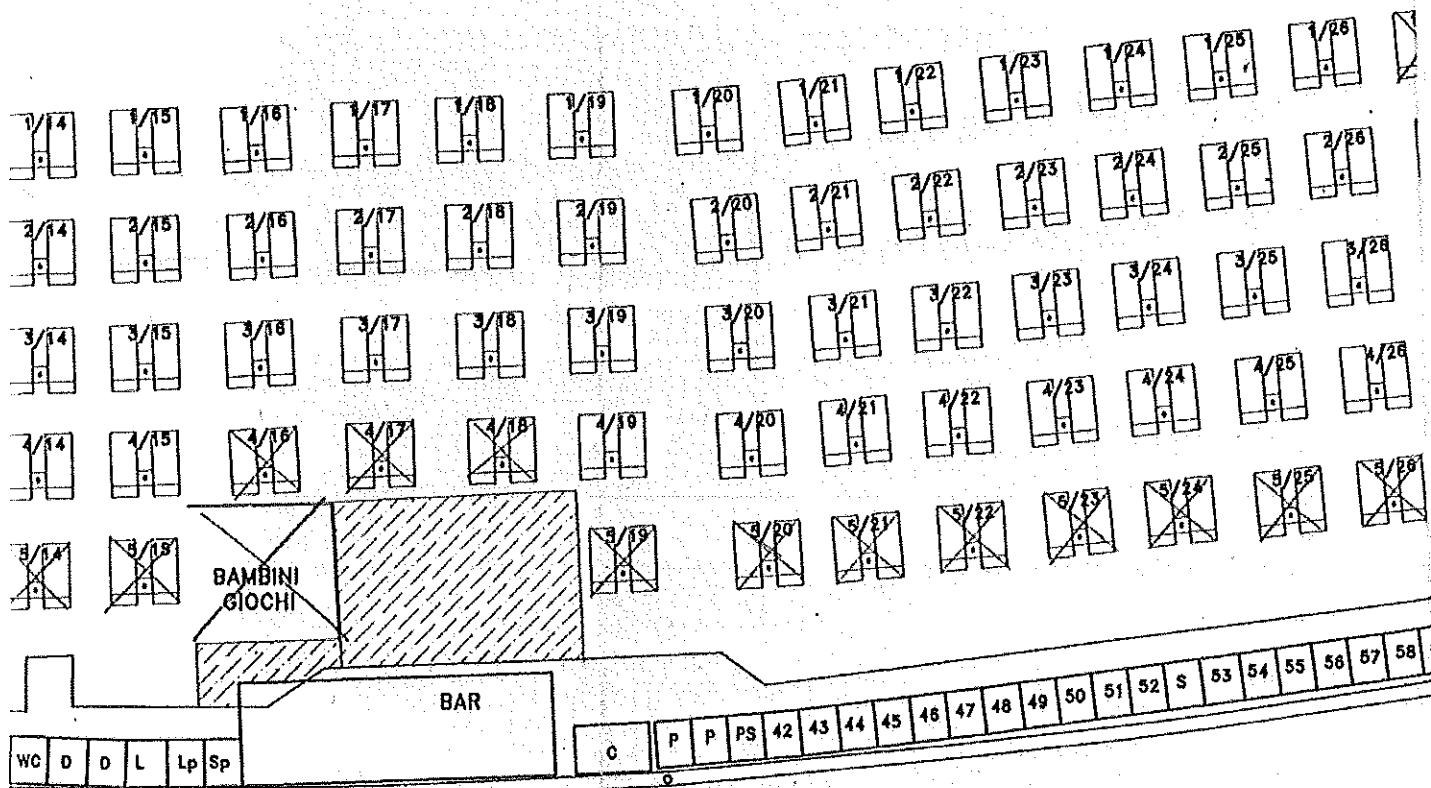 1/14 1/15 1/16 1/17 1/18 1/19 1/20 1/21 1/22 1/23 1/24 1/25 1/26
2/14 2/15 2/16 2/17 2/18 2/19 2/20 2/21 2/22 2/23 2/24 2/25 2/26
3/14 3/15 3/16 3/17 3/18 3/19 3/20 3/21 3/22 3/23 3/24 3/25 3/26
4/14 4/15 4/16 4/17 4/18 4/19 4/20 4/21 4/22 4/23 4/24 4/25 4/26
5/14 5/15 5/19 5/20 5/21 5/22 5/23 5/24 5/25 5/26
BAMBINI
GIOCHI
BAR
WC D D L Lp Sp C P P PS 42 43 44 45 46 47 48 49 50 51 52 S 53 54 55 56 57 58